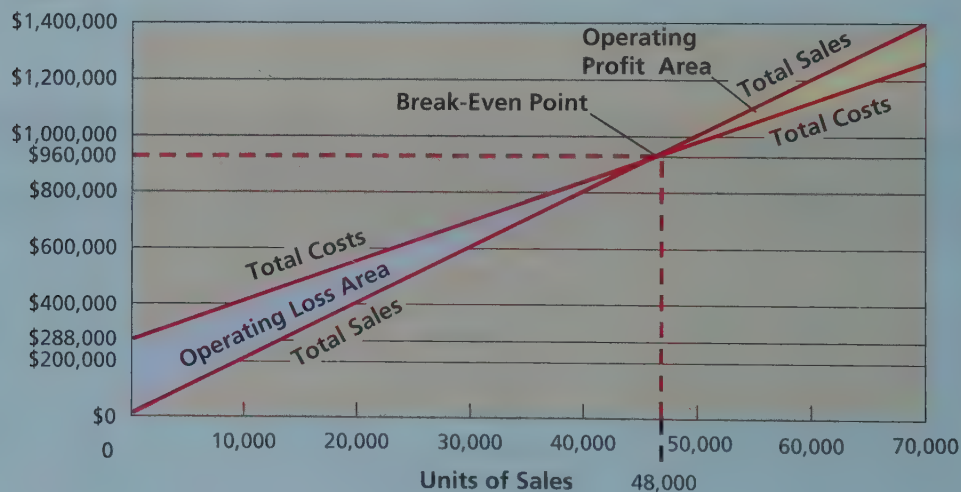 $1,400,000
$1,200,000
$1,000,000
$960,000
$800,000
$600,000
$400,000
$288,000
$200,000
$0
Operating
Profit Area
Total Sales
Break-Even Point
Total Costs
Total Costs
Operating Loss Area
Total Sales
0
10,000
20,000
30,000
40,000
50,000
60,000
70,000
Units of Sales
48,000